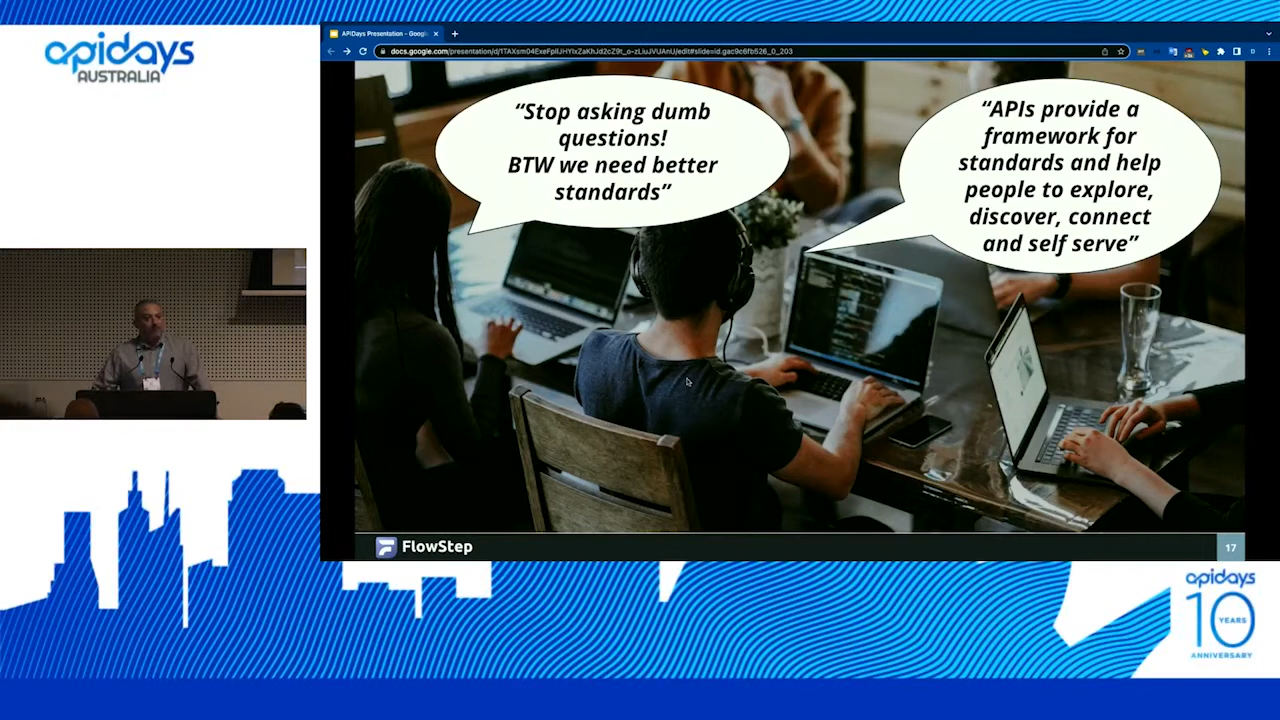 apidays
AUSTRALIA
APIDays Presentation - Goog
“Stop asking dumb
questions!
BTW we need better
standards”
“APIs provide a
framework for
standards and help
people to explore,
discover, connect
and self serve”
FlowStep
17
apidays
10
YEARS
ANNIVERSARY